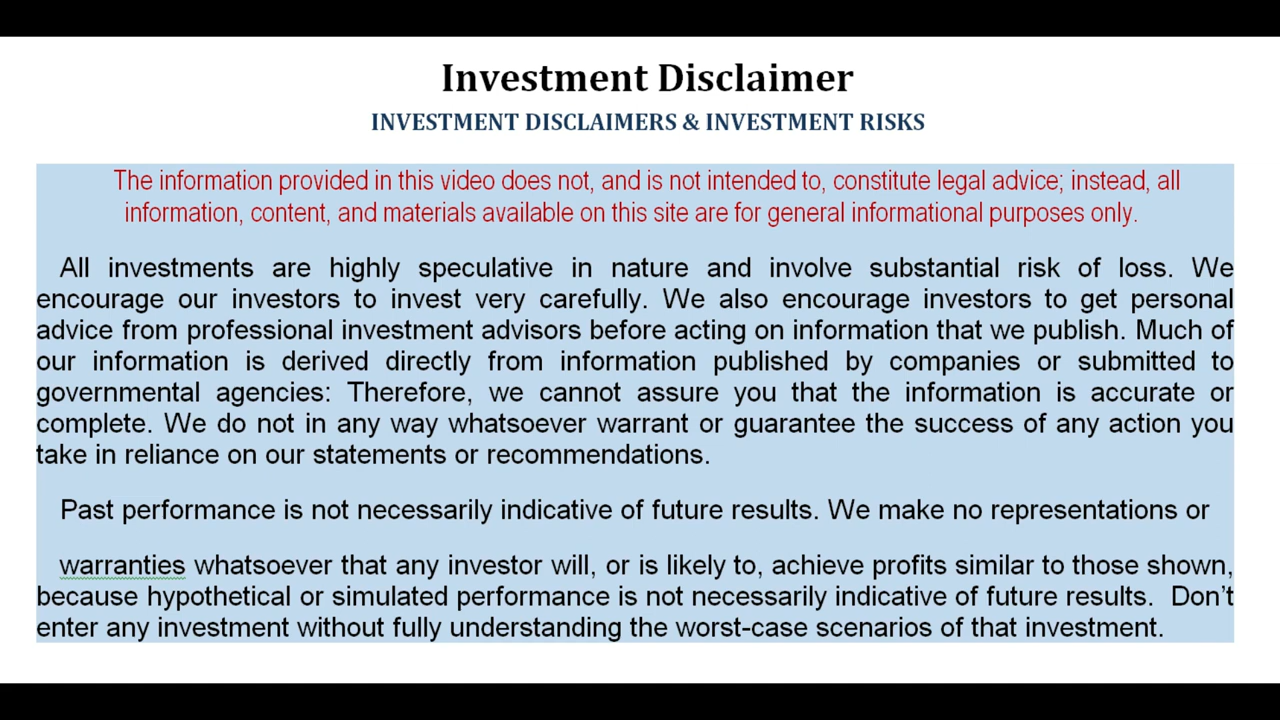 Investment Disclaimer
INVESTMENT DISCLAIMERS & INVESTMENT RISKS
The information provided in this video does not, and is not intended to, constitute legal advice; instead, all
information, content, and materials available on this site are for general informational purposes only.
All investments are highly speculative in nature and involve substantial risk of loss. We
encourage our investors to invest very carefully. We also encourage investors to get personal
advice from professional investment advisors before acting on information that we publish. Much of
our information is derived directly from information published by companies or submitted to
governmental agencies: Therefore, we cannot assure you that the information is accurate or
complete. We do not in any way whatsoever warrant or guarantee the success of any action you
take in reliance on our statements or recommendations.
Past performance is not necessarily indicative of future results. We make no representations or
warranties whatsoever that any investor will, or is likely to, achieve profits similar to those shown,
because hypothetical or simulated performance is not necessarily indicative of future results.  Don’t
enter any investment without fully understanding the worst-case scenarios of that investment.